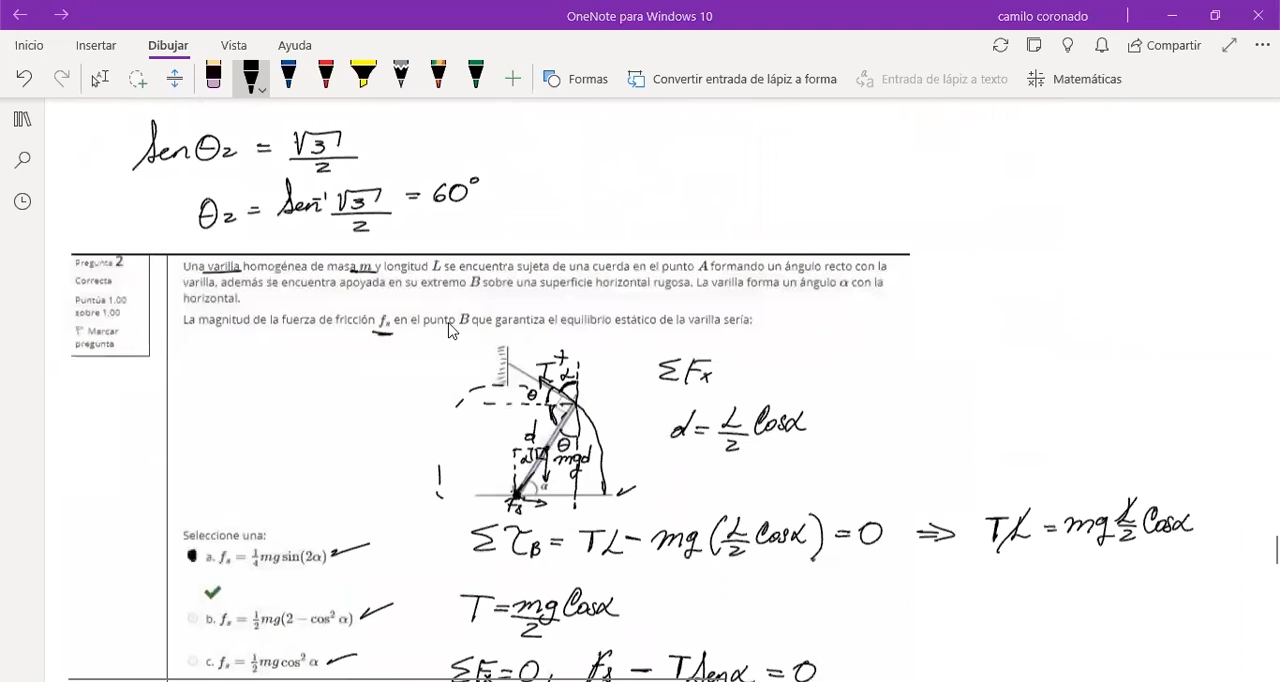 OneNote para Windows 10
camilo coronado
Inicio Insertar Dibujar Vista Ayuda
Compartir
Formas Convertir entrada de lápiz a forma Entrada de lápiz a texto Matemáticas
Sen θ₂ = √3/2
θ₂ = Sen⁻¹ √3/2 = 60°
Pregunta 2
Correcta
Puntúa 1.00 sobre 1.00
Marcar pregunta
Una varilla homogénea de masa m y longitud L se encuentra sujeta de una cuerda en el punto A formando un ángulo recto con la
varilla, además se encuentra apoyada en su extremo B sobre una superficie horizontal rugosa. La varilla forma un ángulo α con la
horizontal.
La magnitud de la fuerza de fricción fₛ en el punto B que garantiza el equilibrio estático de la varilla sería:
T + α
θ
d
θ
α mg d
α
fs
ΣFx
d = L/2 Cosα
Στ_B = TL − mg(L/2 Cosα) = 0 ⟹ TL = mg L/2 Cosα
T = mg/2 Cosα
ΣFx = 0, fs − T Senα = 0
Seleccione una:
a. fₛ = ¼mg sin(2α)
b. fₛ = ½mg(2 − cos² α)
c. fₛ = ½mg cos² α